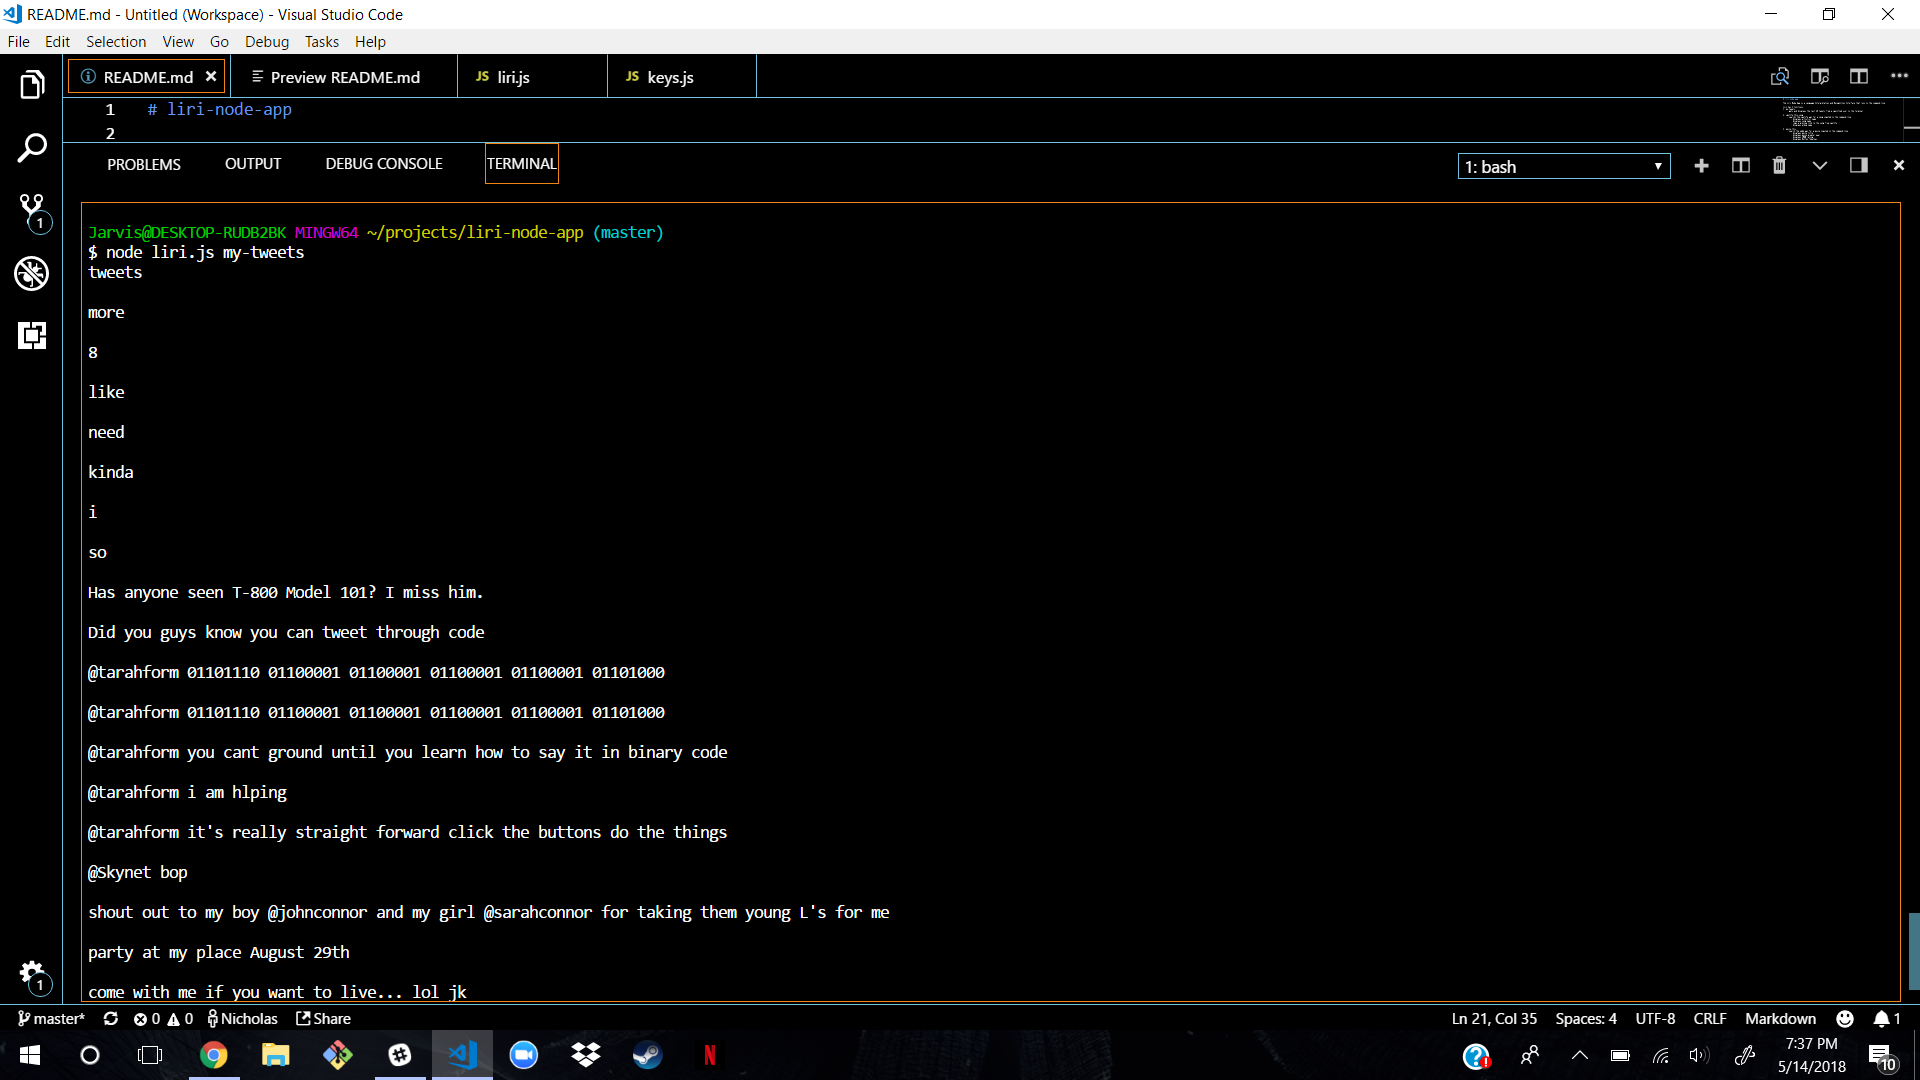 README.md - Untitled (Workspace) - Visual Studio Code
File Edit Selection View Go Debug Tasks Help
README.md Preview README.md JS liri.js JS keys.js
1 # liri-node-app
2
PROBLEMS OUTPUT DEBUG CONSOLE TERMINAL 1: bash
Jarvis@DESKTOP-RUDB2BK MINGW64 ~/projects/liri-node-app (master)
$ node liri.js my-tweets
tweets
more
8
like
need
kinda
i
so
Has anyone seen T-800 Model 101? I miss him.
Did you guys know you can tweet through code
@tarahform 01101110 01100001 01100001 01100001 01100001 01101000
@tarahform 01101110 01100001 01100001 01100001 01100001 01101000
@tarahform you cant ground until you learn how to say it in binary code
@tarahform i am hlping
@tarahform it's really straight forward click the buttons do the things
@Skynet bop
shout out to my boy @johnconnor and my girl @sarahconnor for taking them young L's for me
party at my place August 29th
come with me if you want to live... lol jk
1
1
master* 0 0 Nicholas Share Ln 21, Col 35 Spaces: 4 UTF-8 CRLF Markdown 1
7:37 PM
5/14/2018
10